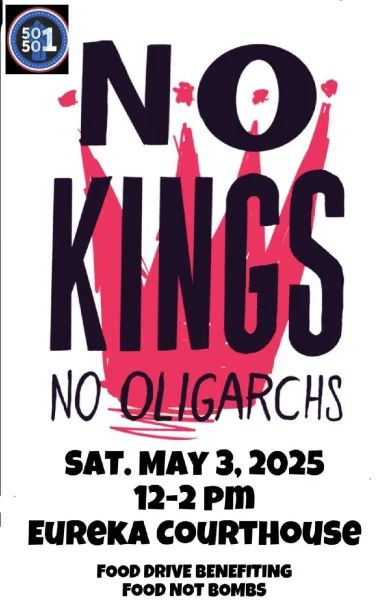 50
50 1
NO
KINGS
NO OLIGARCHS
SAT. MAY 3, 2025
12-2 PM
EUREKA COURTHOUSE
FOOD DRIVE BENEFITING
FOOD NOT BOMBS